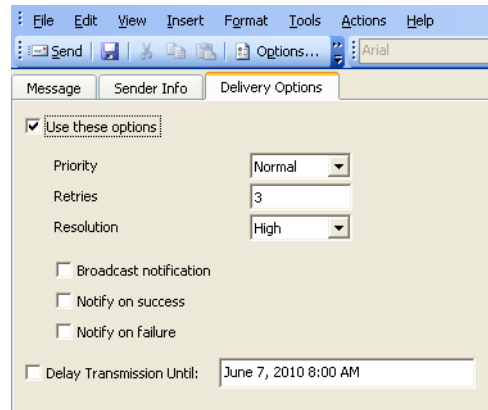 File Edit View Insert Format Tools Actions Help
Send Options... Arial
Message Sender Info Delivery Options
Use these options
Priority Normal
Retries 3
Resolution High
Broadcast notification
Notify on success
Notify on failure
Delay Transmission Until: June 7, 2010 8:00 AM